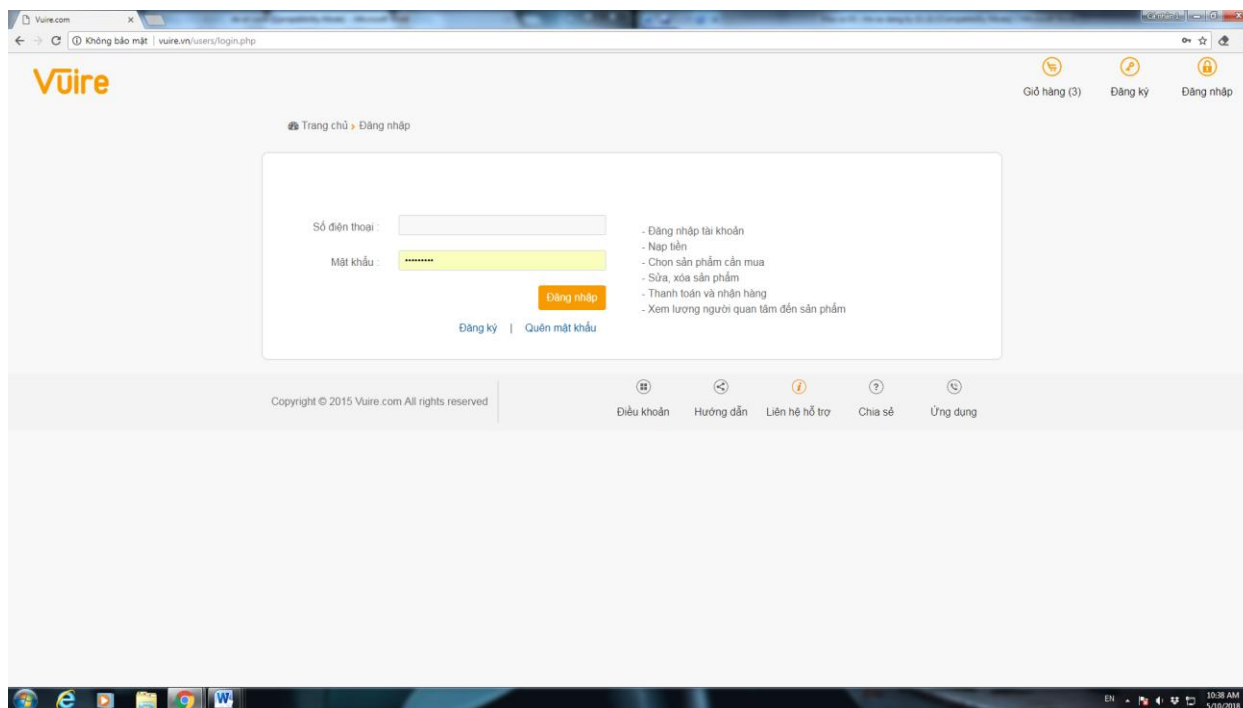 Vuire.com
Không bảo mật | vuire.vn/users/login.php
Vuire
Giỏ hàng (3)
Đăng ký
Đăng nhập
Trang chủ › Đăng nhập
Số điện thoại :
Mật khẩu :
Đăng nhập
Đăng ký | Quên mật khẩu
- Đăng nhập tài khoản
- Nạp tiền
- Chọn sản phẩm cần mua
- Sửa, xóa sản phẩm
- Thanh toán và nhận hàng
- Xem lượng người quan tâm đến sản phẩm
Copyright © 2015 Vuire.com All rights reserved
Điều khoản
Hướng dẫn
Liên hệ hỗ trợ
Chia sẻ
Ứng dụng
EN
10:38 AM
5/10/2018